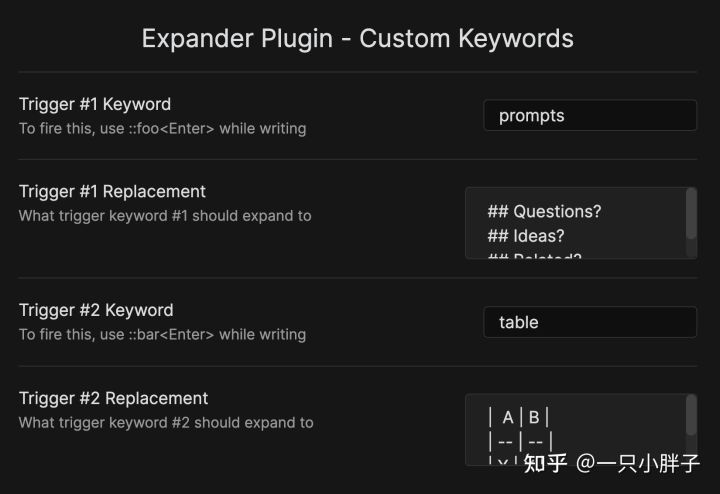 Expander Plugin - Custom Keywords
Trigger #1 Keyword
To fire this, use ::foo<Enter> while writing
prompts
Trigger #1 Replacement
What trigger keyword #1 should expand to
## Questions?
## Ideas?
## Related?
Trigger #2 Keyword
To fire this, use ::bar<Enter> while writing
table
Trigger #2 Replacement
What trigger keyword #2 should expand to
| A | B |
| -- | -- |
知乎 @一只小胖子